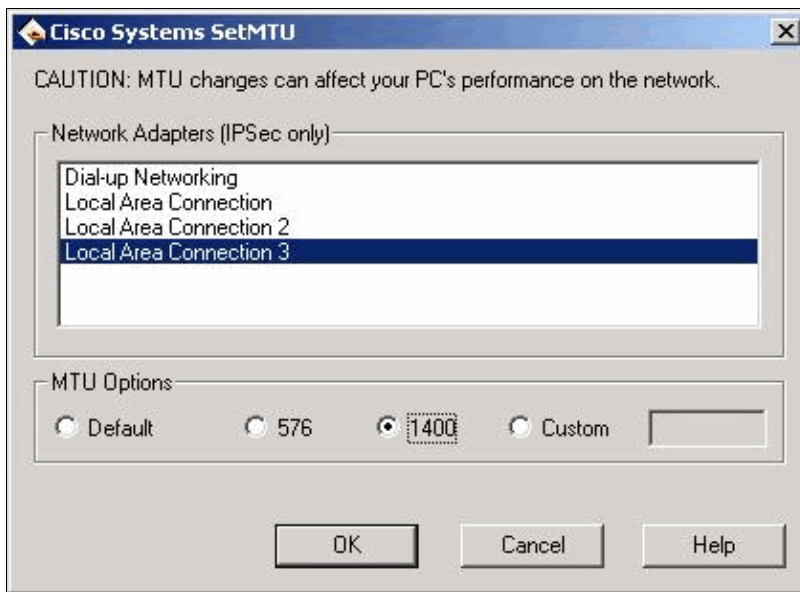 Cisco Systems SetMTU
CAUTION: MTU changes can affect your PC's performance on the network.
Network Adapters (IPSec only)
Dial-up Networking
Local Area Connection
Local Area Connection 2
Local Area Connection 3
MTU Options
Default 576 1400 Custom
OK Cancel Help